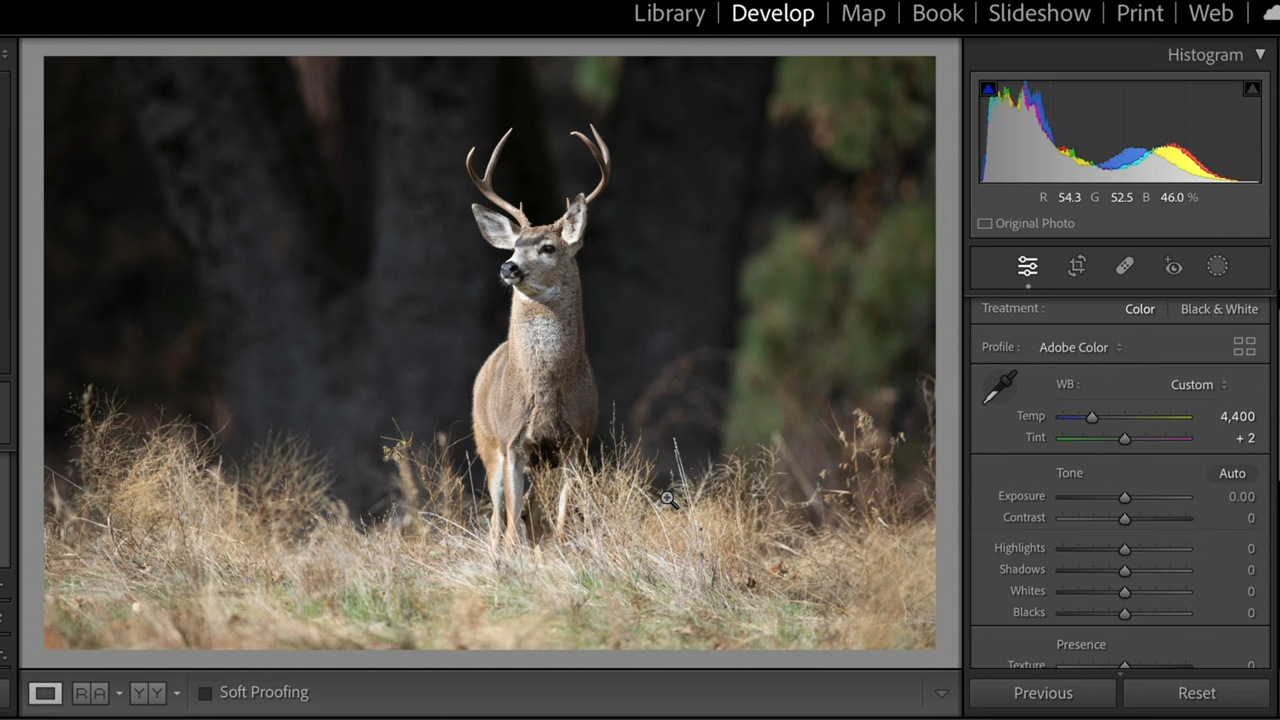 Library | Develop | Map | Book | Slideshow | Print | Web |
Histogram
R 54.3 G 52.5 B 46.0 %
Original Photo
Treatment : Color | Black & White
Profile : Adobe Color
WB : Custom
Temp 4,400
Tint + 2
Tone Auto
Exposure 0.00
Contrast 0
Highlights 0
Shadows 0
Whites 0
Blacks 0
Presence
Texture 0
R A Y Y Soft Proofing
Previous Reset